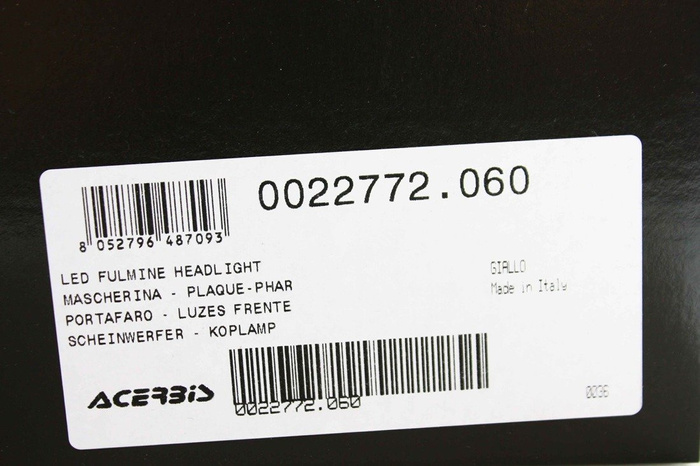 0022772.060
8 052796 487093
LED FULMINE HEADLIGHT
MASCHERINA - PLAQUE-PHAR
PORTAFARO - LUZES FRENTE
SCHEINWERFER - KOPLAMP
GIALLO
Made in Italy
ACERBIS
0022772.060
0036